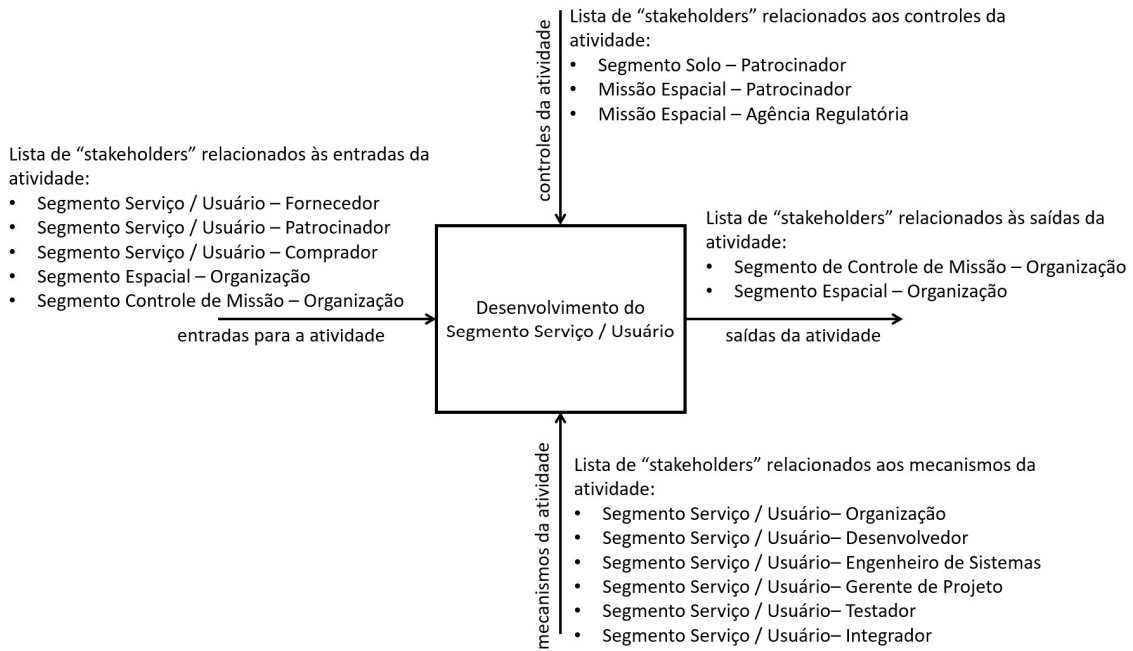 Lista de “stakeholders” relacionados aos controles da
atividade:
• Segmento Solo – Patrocinador
• Missão Espacial – Patrocinador
• Missão Espacial – Agência Regulatória
controles da atividade
Lista de “stakeholders” relacionados às entradas da
atividade:
• Segmento Serviço / Usuário – Fornecedor
• Segmento Serviço / Usuário – Patrocinador
• Segmento Serviço / Usuário – Comprador
• Segmento Espacial – Organização
• Segmento Controle de Missão – Organização
entradas para a atividade
Desenvolvimento do
Segmento Serviço / Usuário
Lista de “stakeholders” relacionados às saídas da
atividade:
• Segmento de Controle de Missão – Organização
• Segmento Espacial – Organização
saídas da atividade
mecanismos da atividade
Lista de “stakeholders” relacionados aos mecanismos da
atividade:
• Segmento Serviço / Usuário– Organização
• Segmento Serviço / Usuário– Desenvolvedor
• Segmento Serviço / Usuário– Engenheiro de Sistemas
• Segmento Serviço / Usuário– Gerente de Projeto
• Segmento Serviço / Usuário– Testador
• Segmento Serviço / Usuário– Integrador